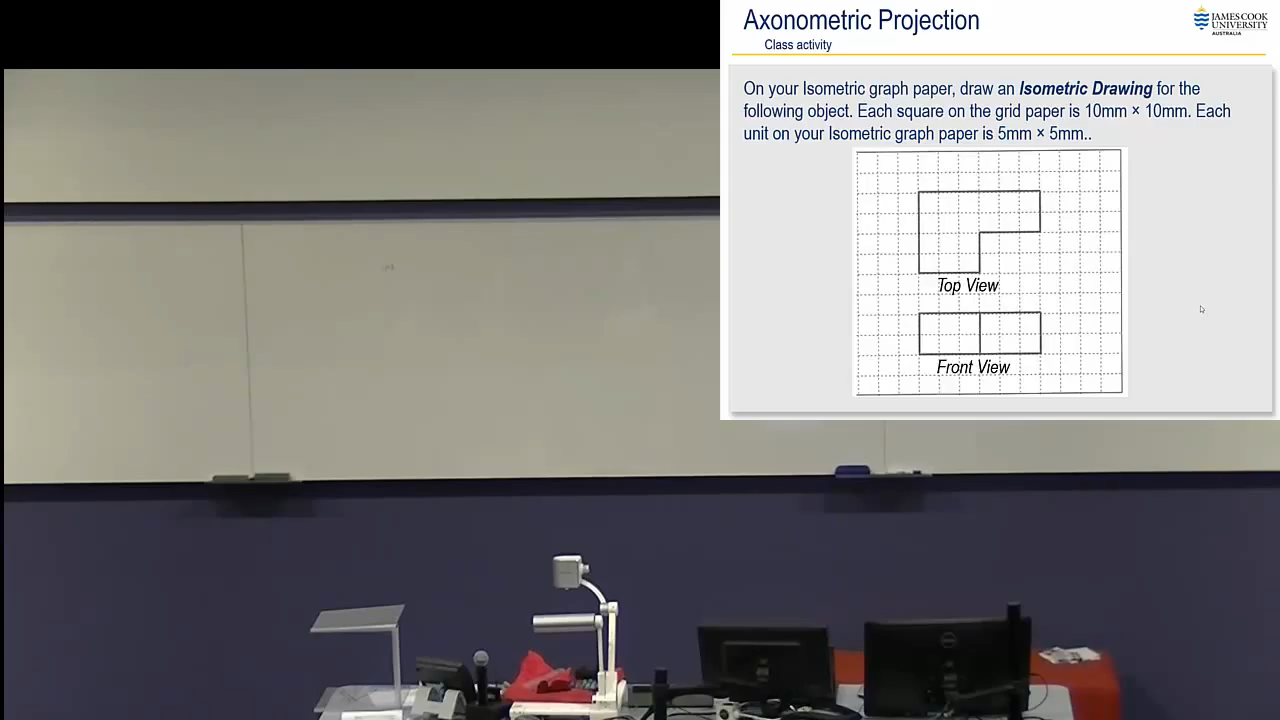 Axonometric Projection
Class activity
JAMES COOK
UNIVERSITY
AUSTRALIA
On your Isometric graph paper, draw an Isometric Drawing for the
following object. Each square on the grid paper is 10mm × 10mm. Each
unit on your Isometric graph paper is 5mm × 5mm..
Top View
Front View